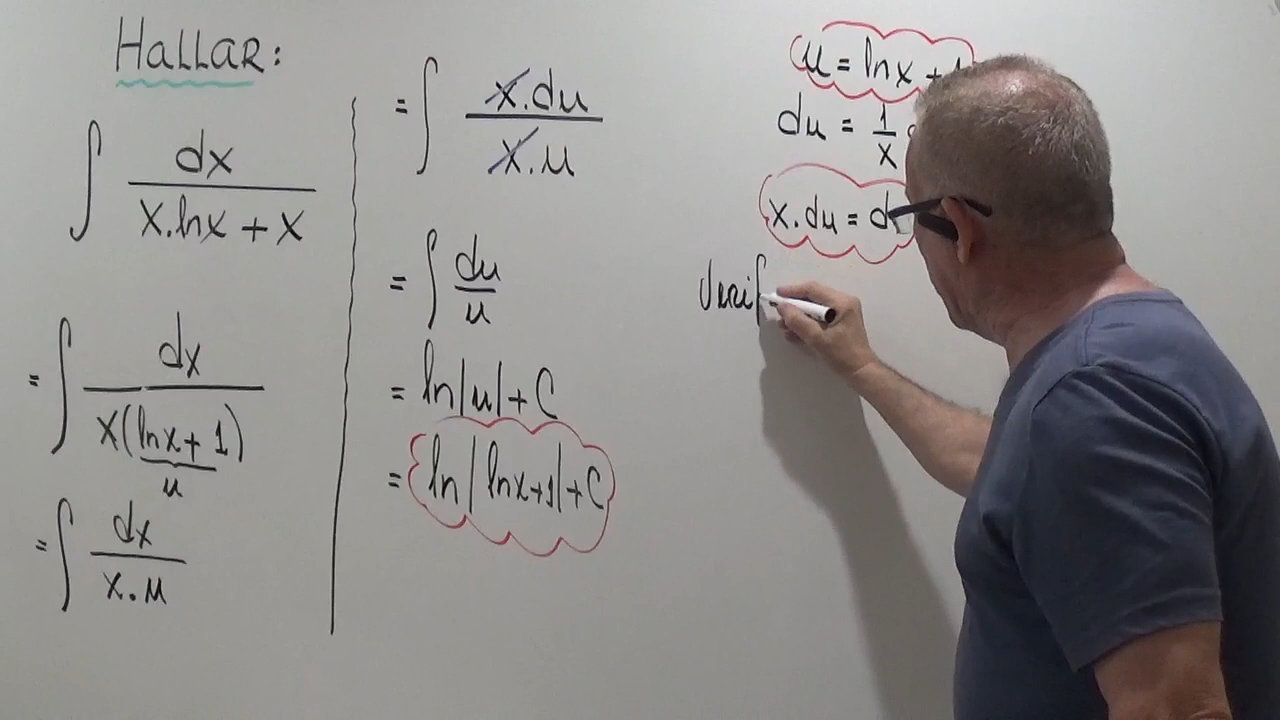 HALLAR:
∫ dx / (x.lnx + x)
= ∫ dx / (x(lnx + 1))
u
= ∫ dx / (x.u)
= ∫ x.du / (x.u)
= ∫ du / u
= ln|u| + C
= ln|lnx+1| + C
u = lnx +
du = 1/x
x.du = d
Verif